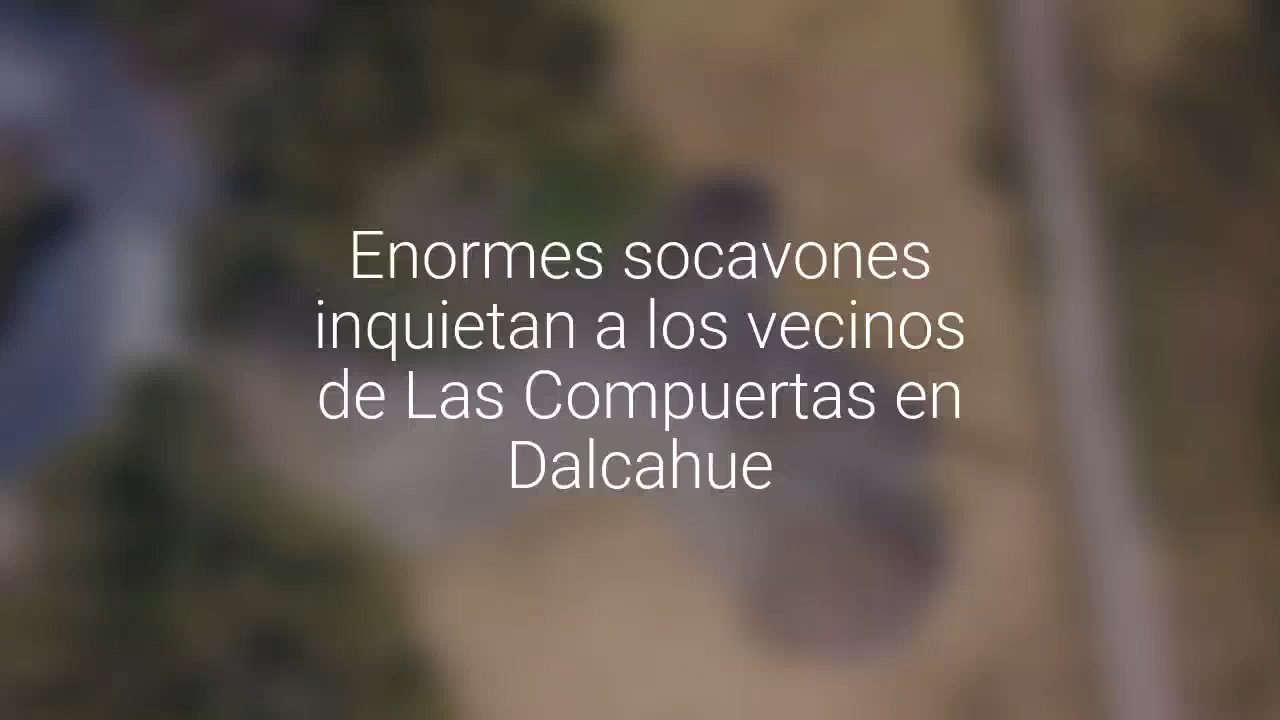 Enormes socavones
inquietan a los vecinos
de Las Compuertas en
Dalcahue